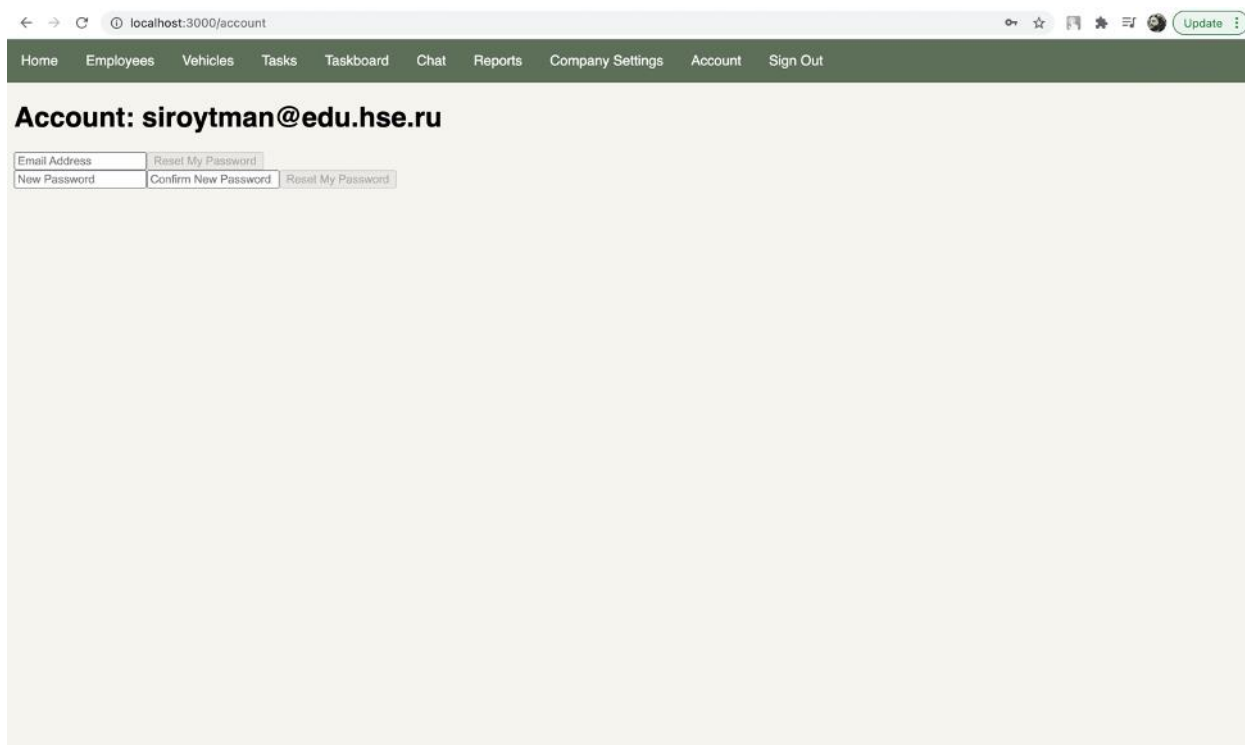 localhost:3000/account
Update
Home Employees Vehicles Tasks Taskboard Chat Reports Company Settings Account Sign Out
Account: siroytman@edu.hse.ru
Email Address Reset My Password
New Password Confirm New Password Reset My Password